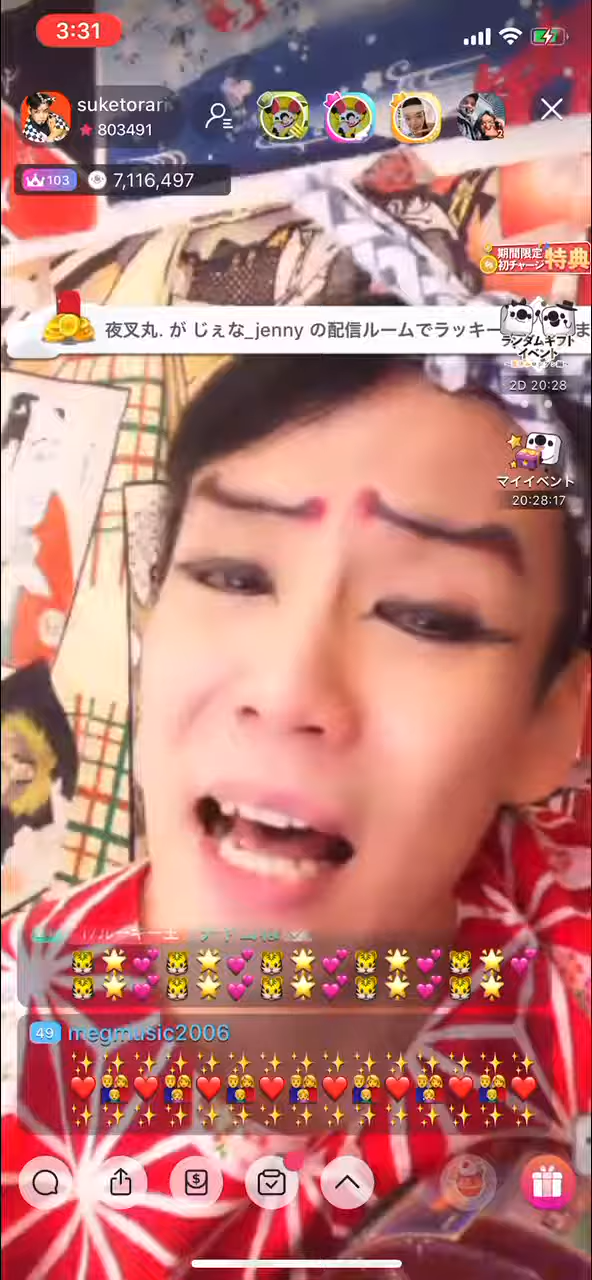 3:31
suketorar
803491
103 7,116,497
期間限定
初チャージ特典
夜叉丸. が じぇな_jenny の配信ルームでラッキー
ま
ランダムギフト
イベント
2D 20:28
マイイベント
20:28:17
49 megmusic2006